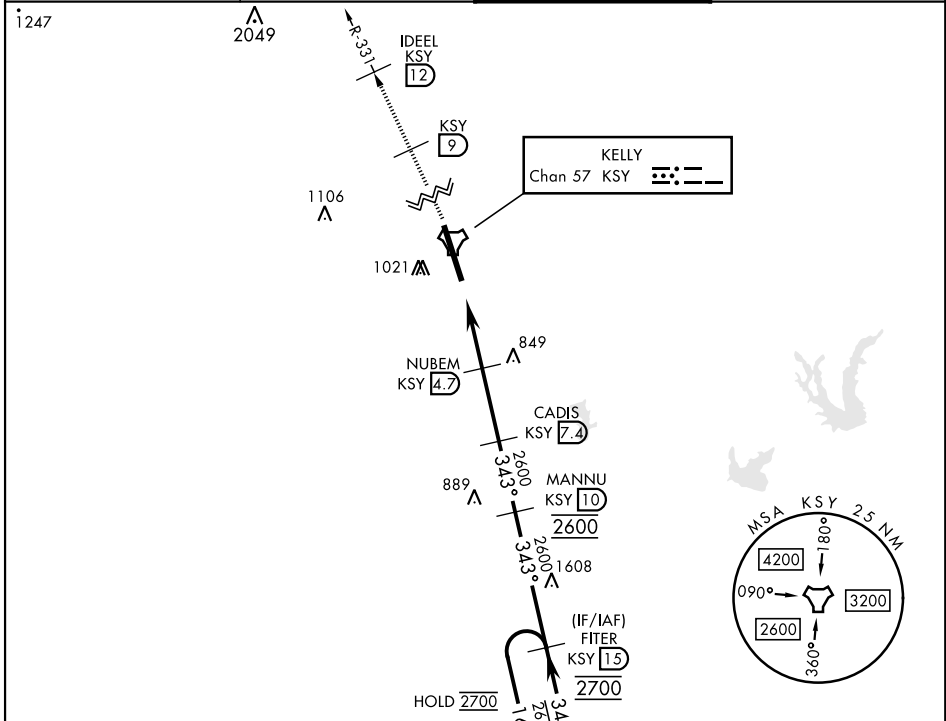 1247
2049
R-331
IDEEL
KSY
12
KSY
9
KELLY
Chan 57 KSY
1106
1021
849
NUBEM
KSY 4.7
CADIS
KSY 7.4
2600
343°
889
MANNU
KSY 10
2600
2600
343°
1608
(IF/IAF)
FITER
KSY 15
2700
HOLD 2700
MSA KSY 25 NM
180°
4200
090°
3200
2600
360°